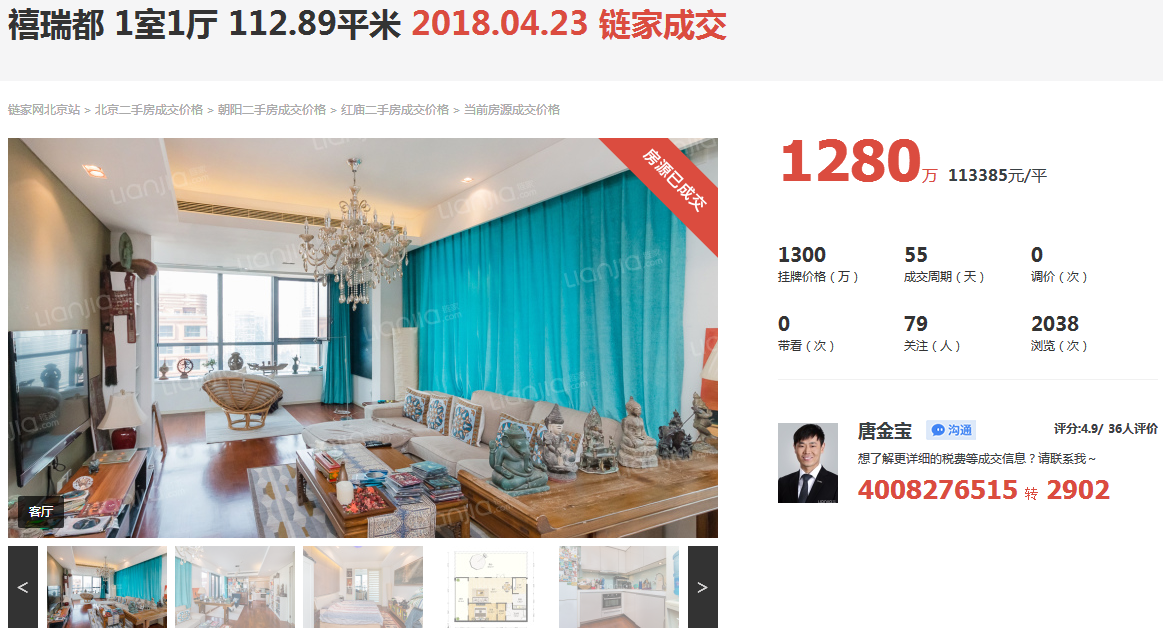 禧瑞都 1室1厅 112.89平米 2018.04.23 链家成交
链家网北京站 > 北京二手房成交价格 > 朝阳二手房成交价格 > 红庙二手房成交价格 > 当前房源成交价格
房源已成交
Lianjia.com
客厅
<
>
1280万 113385元/平
1300 55 0
挂牌价格（万） 成交周期（天） 调价（次）
0 79 2038
带看（次） 关注（人） 浏览（次）
唐金宝 沟通 评分:4.9/ 36人评价
想了解更详细的税费等成交信息？请联系我～
4008276515 转 2902